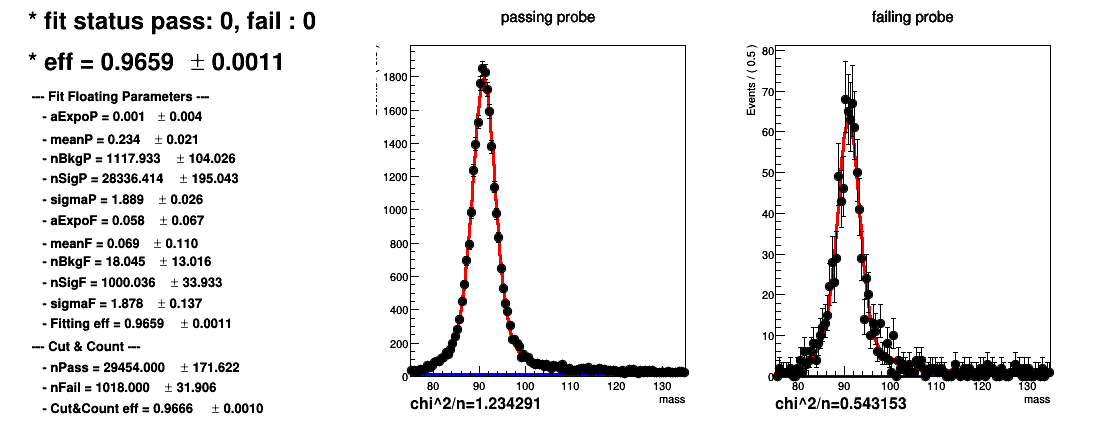 * fit status pass: 0, fail : 0
* eff = 0.9659 ± 0.0011
--- Fit Floating Parameters ---
- aExpoP = 0.001 ± 0.004
- meanP = 0.234 ± 0.021
- nBkgP = 1117.933 ± 104.026
- nSigP = 28336.414 ± 195.043
- sigmaP = 1.889 ± 0.026
- aExpoF = 0.058 ± 0.067
- meanF = 0.069 ± 0.110
- nBkgF = 18.045 ± 13.016
- nSigF = 1000.036 ± 33.933
- sigmaF = 1.878 ± 0.137
- Fitting eff = 0.9659 ± 0.0011
--- Cut & Count ---
- nPass = 29454.000 ± 171.622
- nFail = 1018.000 ± 31.906
- Cut&Count eff = 0.9666 ± 0.0010
passing probe
1800
1600
1400
1200
1000
800
600
400
200
0
80 90 100 110 120 130
mass
chi^2/n=1.234291
failing probe
Events / ( 0.5 )
80
70
60
50
40
30
20
10
0
80 90 100 110 120 130
mass
chi^2/n=0.543153